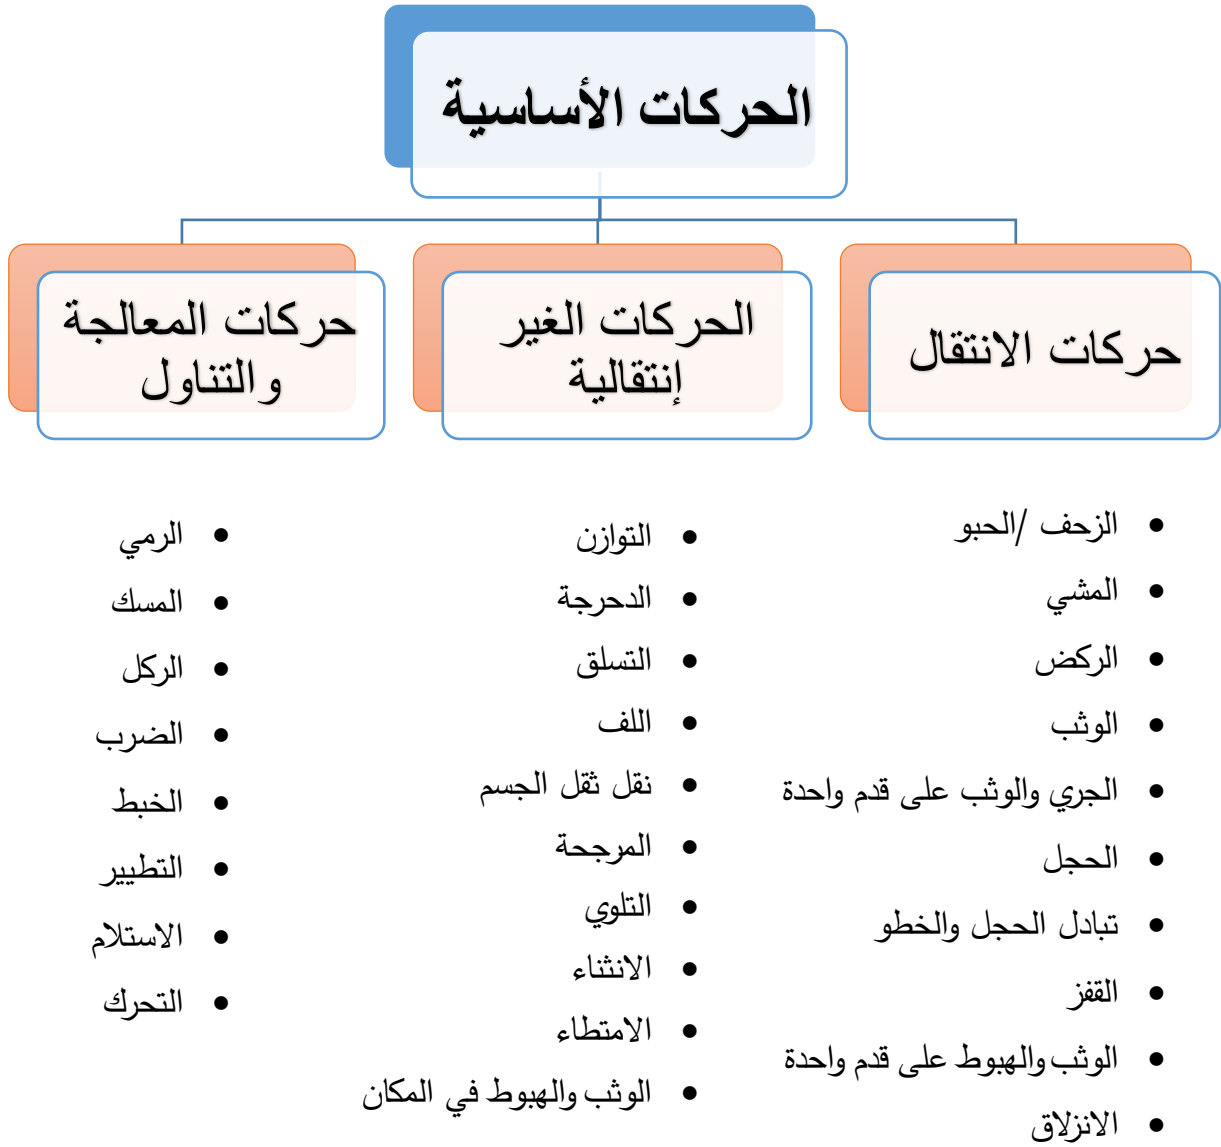 الحركات الأساسية
حركات الانتقال
الحركات الغير
إنتقالية
حركات المعالجة
والتناول
• الزحف /الحبو
• المشي
• الركض
• الوثب
• الجري والوثب على قدم واحدة
• الحجل
• تبادل الحجل والخطو
• القفز
• الوثب والهبوط على قدم واحدة
• الانزلاق
• التوازن
• الدحرجة
• التسلق
• اللف
• نقل ثقل الجسم
• المرجحة
• التلوي
• الانثناء
• الامتطاء
• الوثب والهبوط في المكان
• الرمي
• المسك
• الركل
• الضرب
• الخبط
• التطيير
• الاستلام
• التحرك